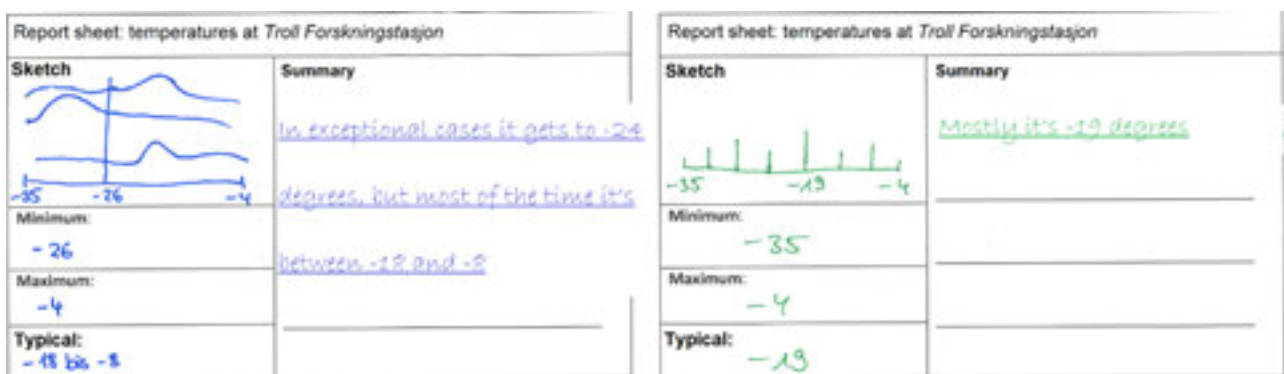 Report sheet: temperatures at Troll Forskningstasjon
Sketch
-35 -26 -4
Minimum:
-26
Maximum:
-4
Typical:
-18 bis -8
Summary
In exceptional cases it gets to -24
degrees, but most of the time it's
between -18 and -8
Report sheet: temperatures at Troll Forskningstasjon
Sketch
-35 -19 -4
Minimum:
-35
Maximum:
-4
Typical:
-19
Summary
Mostly it's -19 degrees